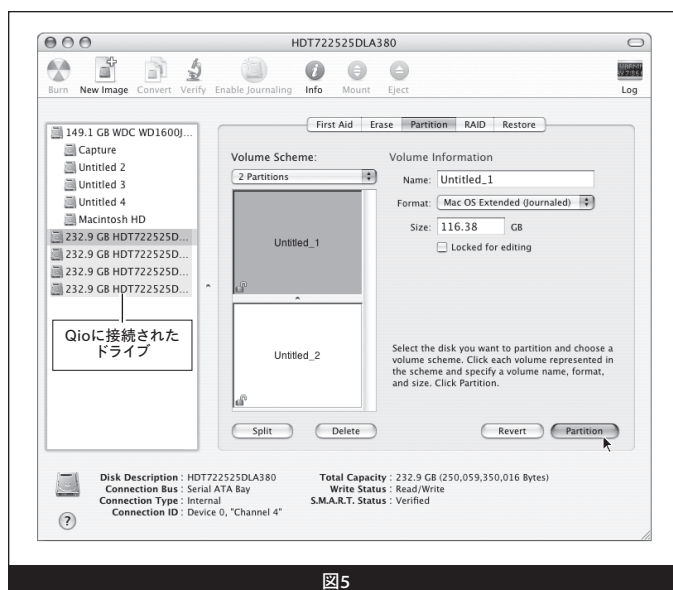 HDT722525DLA380
Burn New Image Convert Verify Enable Journaling Info Mount Eject Log
First Aid Erase Partition RAID Restore
149.1 GB WDC WD1600J...
Capture
Untitled 2
Untitled 3
Untitled 4
Macintosh HD
232.9 GB HDT722525D...
232.9 GB HDT722525D...
232.9 GB HDT722525D...
232.9 GB HDT722525D...
Qioに接続された
ドライブ
Volume Scheme:
2 Partitions
Untitled_1
Untitled_2
Split Delete
Volume Information
Name: Untitled_1
Format: Mac OS Extended (Journaled)
Size: 116.38 GB
Locked for editing
Select the disk you want to partition and choose a
volume scheme. Click each volume represented in
the scheme and specify a volume name, format,
and size. Click Partition.
Revert Partition
Disk Description : HDT722525DLA380
Connection Bus : Serial ATA Bay
Connection Type : Internal
Connection ID : Device 0, "Channel 4"
Total Capacity : 232.9 GB (250,059,350,016 Bytes)
Write Status : Read/Write
S.M.A.R.T. Status : Verified
?
図5